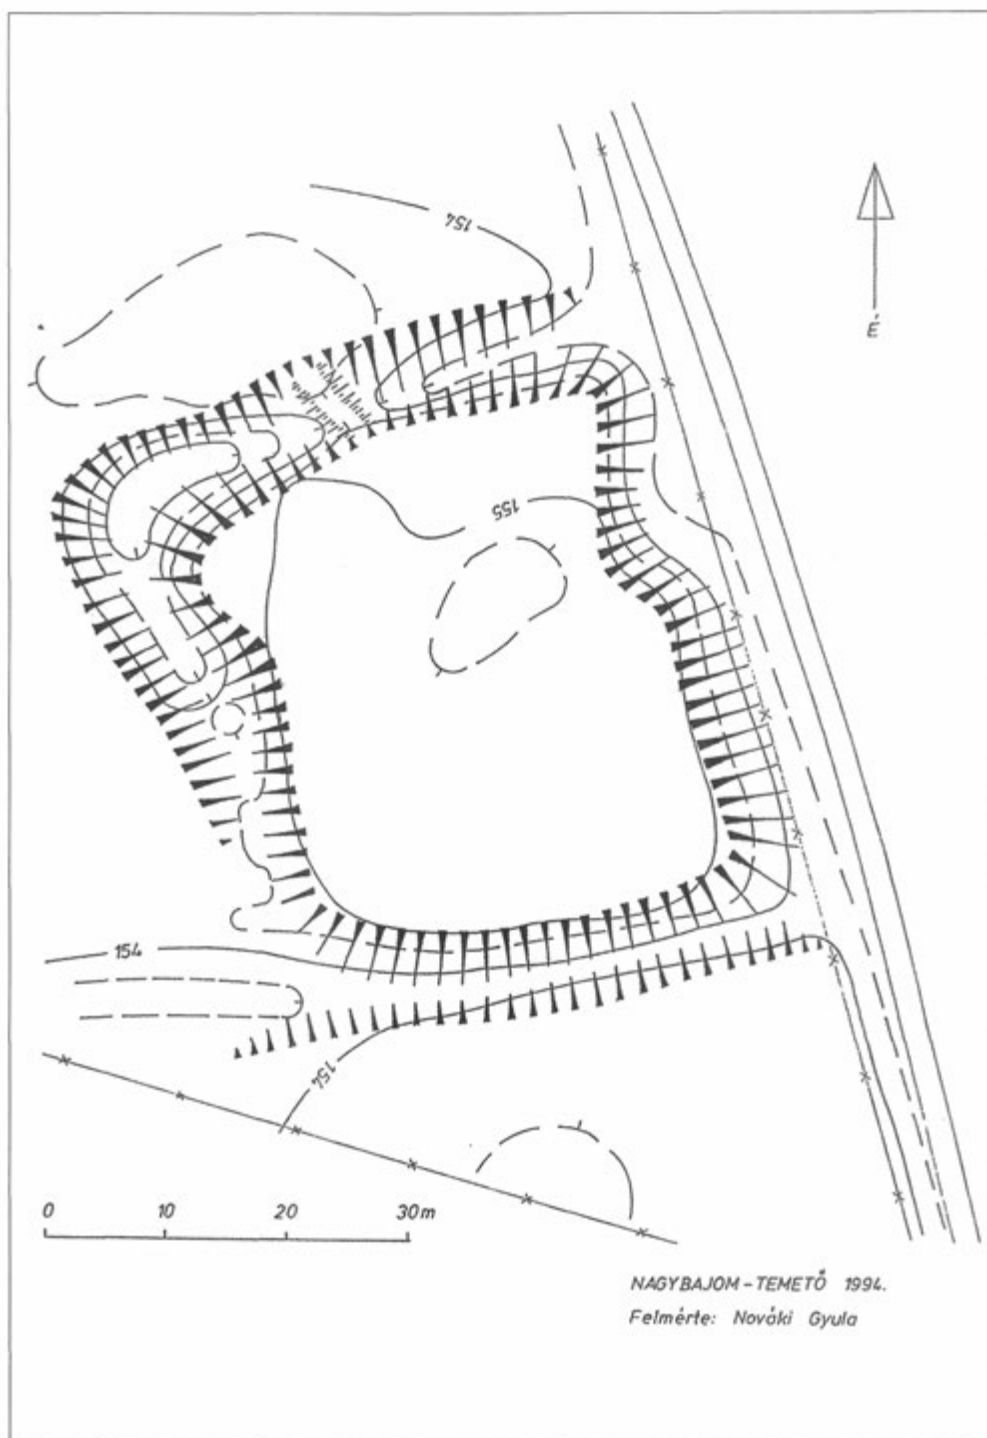 154
É
155
154
154
0 10 20 30m
NAGYBAJOM-TEMETŐ 1994.
Felmérte: Nováki Gyula